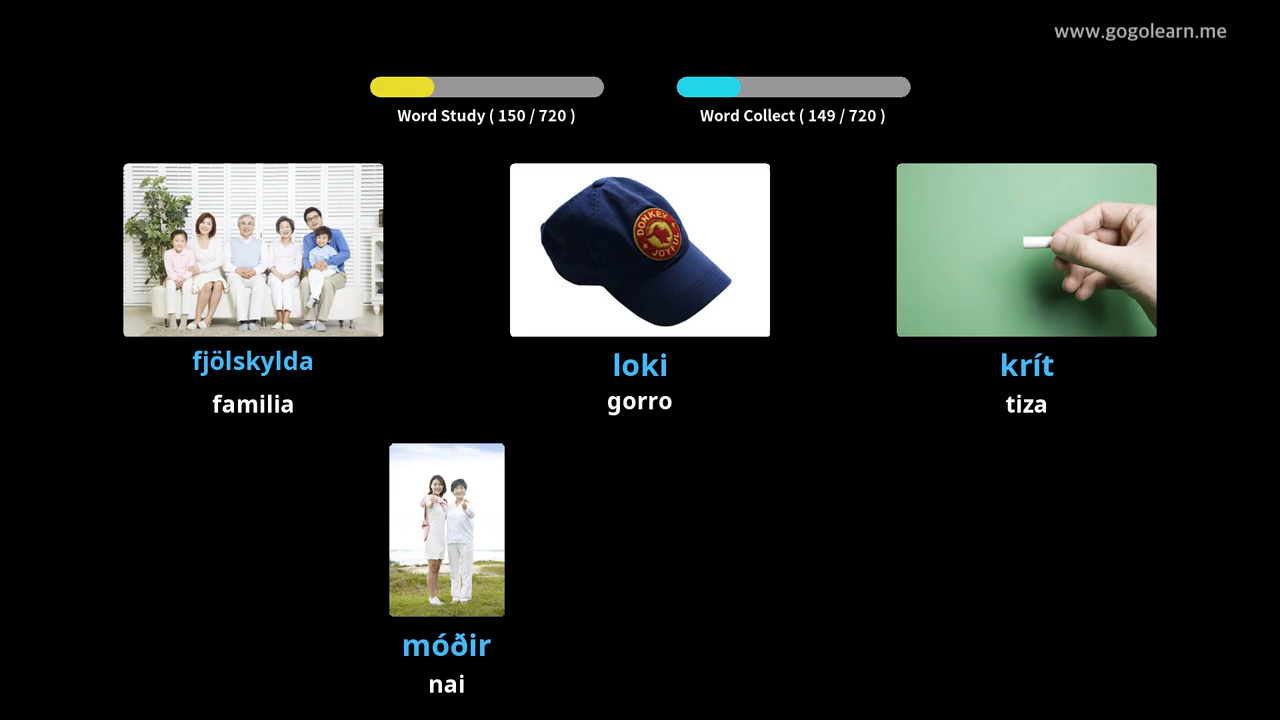 www.gogolearn.me
Word Study ( 150 / 720 )
Word Collect ( 149 / 720 )
DONKEY
JOYFUL
fjölskylda
familia
loki
gorro
krít
tiza
móðir
nai